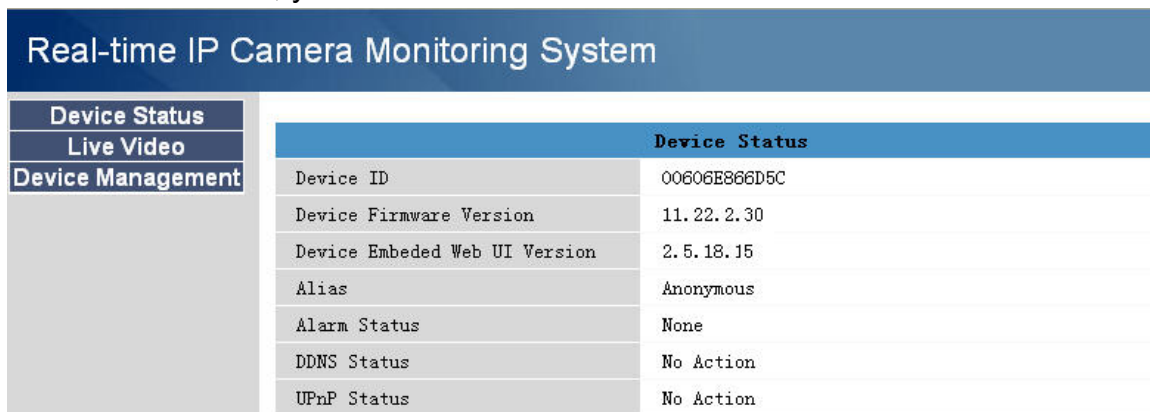 Real-time IP Camera Monitoring System
Device Status
Live Video
Device Management
Device Status
Device ID 00606E866D5C
Device Firmware Version 11.22.2.30
Device Embeded Web UI Version 2.5.18.15
Alias Anonymous
Alarm Status None
DDNS Status No Action
UPnP Status No Action